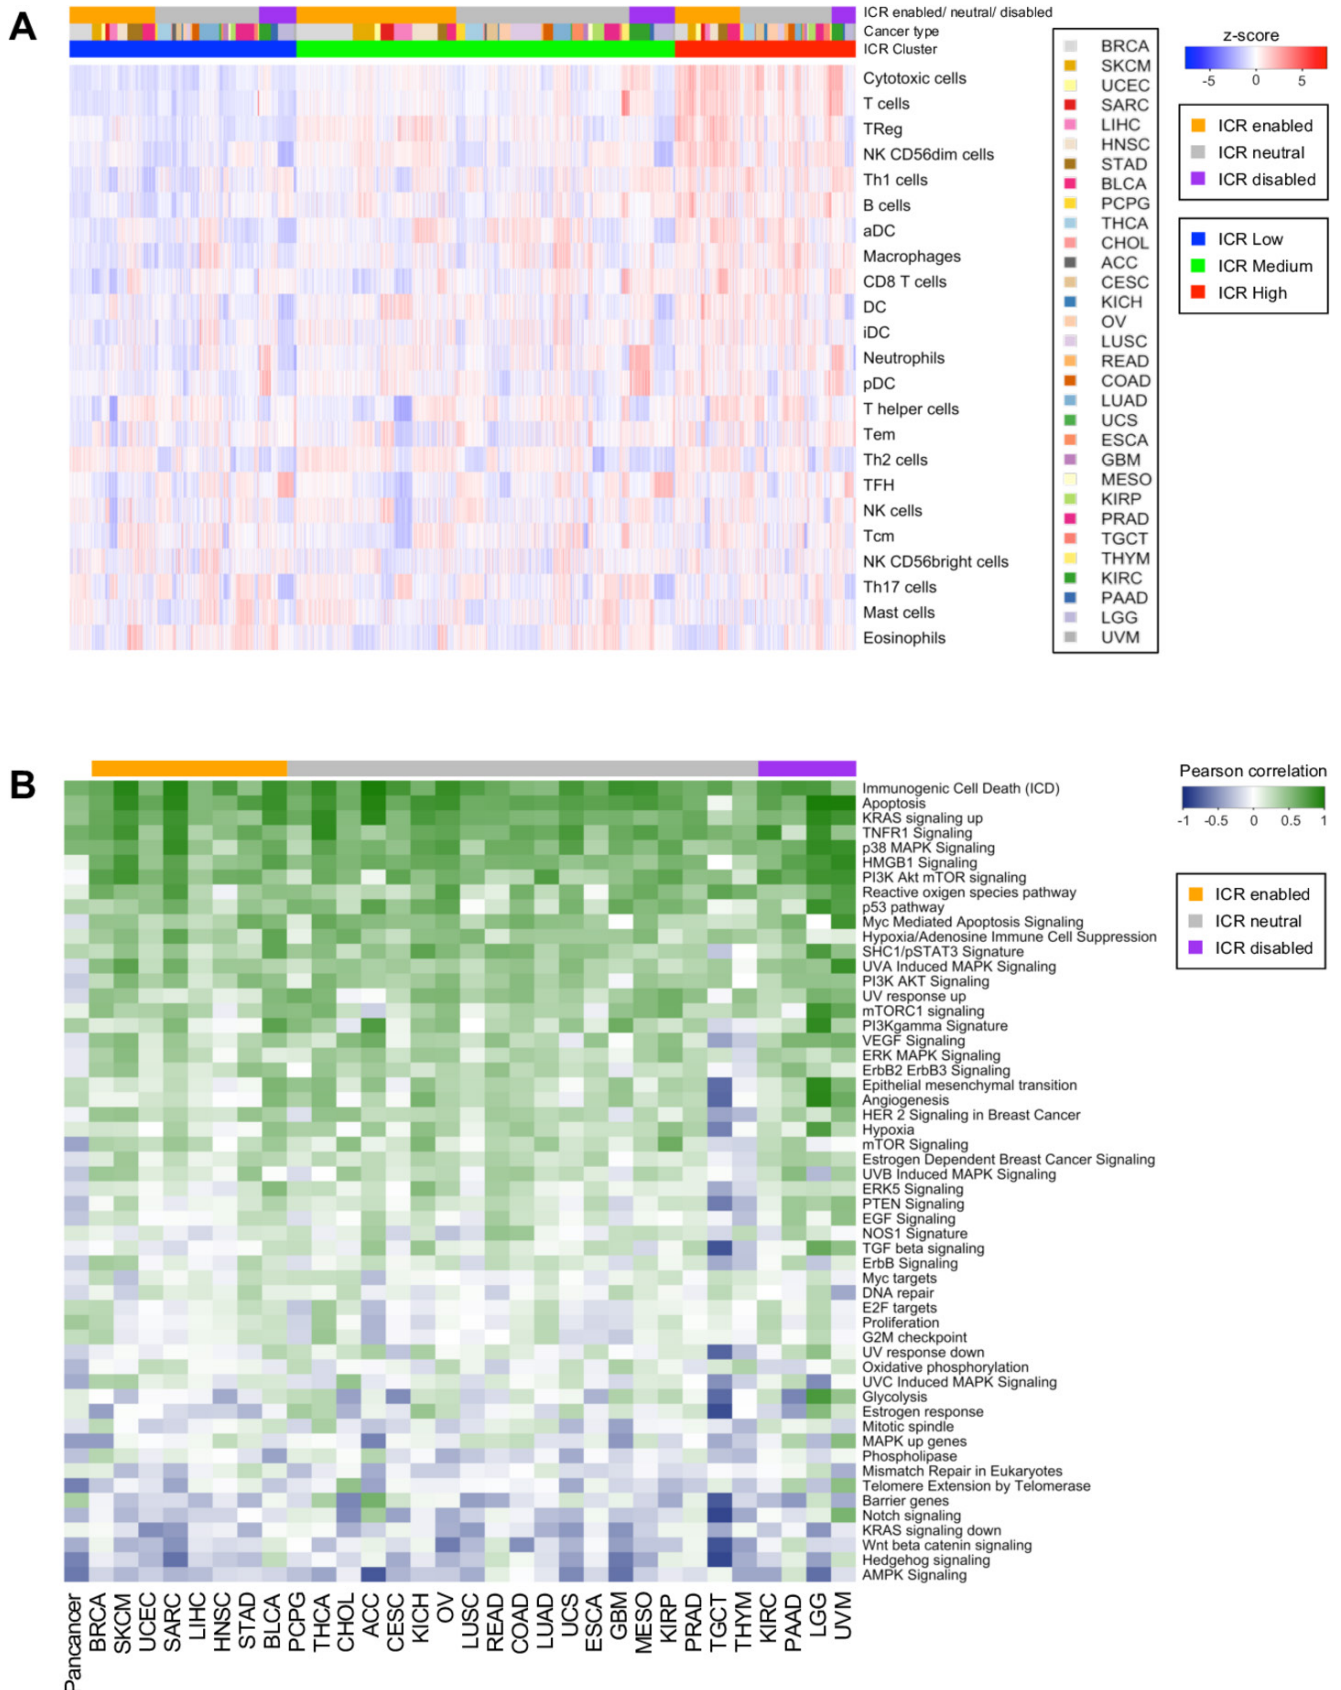 A
ICR enabled/ neutral/ disabled
Cancer type
ICR Cluster
Cytotoxic cells
T cells
TReg
NK CD56dim cells
Th1 cells
B cells
aDC
Macrophages
CD8 T cells
DC
iDC
Neutrophils
pDC
T helper cells
Tem
Th2 cells
TFH
NK cells
Tcm
NK CD56bright cells
Th17 cells
Mast cells
Eosinophils
BRCA
SKCM
UCEC
SARC
LIHC
HNSC
STAD
BLCA
PCPG
THCA
CHOL
ACC
CESC
KICH
OV
LUSC
READ
COAD
LUAD
UCS
ESCA
GBM
MESO
KIRP
PRAD
TGCT
THYM
KIRC
PAAD
LGG
UVM
z-score
-5 0 5
ICR enabled
ICR neutral
ICR disabled
ICR Low
ICR Medium
ICR High
B
Immunogenic Cell Death (ICD)
Apoptosis
KRAS signaling up
TNFR1 Signaling
p38 MAPK Signaling
HMGB1 Signaling
PI3K Akt mTOR signaling
Reactive oxigen species pathway
p53 pathway
Myc Mediated Apoptosis Signaling
Hypoxia/Adenosine Immune Cell Suppression
SHC1/pSTAT3 Signature
UVA Induced MAPK Signaling
PI3K AKT Signaling
UV response up
mTORC1 signaling
PI3Kgamma Signature
VEGF Signaling
ERK MAPK Signaling
ErbB2 ErbB3 Signaling
Epithelial mesenchymal transition
Angiogenesis
HER 2 Signaling in Breast Cancer
Hypoxia
mTOR Signaling
Estrogen Dependent Breast Cancer Signaling
UVB Induced MAPK Signaling
ERK5 Signaling
PTEN Signaling
EGF Signaling
NOS1 Signature
TGF beta signaling
ErbB Signaling
Myc targets
DNA repair
E2F targets
Proliferation
G2M checkpoint
UV response down
Oxidative phosphorylation
UVC Induced MAPK Signaling
Glycolysis
Estrogen response
Mitotic spindle
MAPK up genes
Phospholipase
Mismatch Repair in Eukaryotes
Telomere Extension by Telomerase
Barrier genes
Notch signaling
KRAS signaling down
Wnt beta catenin signaling
Hedgehog signaling
AMPK Signaling
Pancancer
BRCA
SKCM
UCEC
SARC
LIHC
HNSC
STAD
BLCA
PCPG
THCA
CHOL
ACC
CESC
KICH
OV
LUSC
READ
COAD
LUAD
UCS
ESCA
GBM
MESO
KIRP
PRAD
TGCT
THYM
KIRC
PAAD
LGG
UVM
Pearson correlation
-1 -0.5 0 0.5 1
ICR enabled
ICR neutral
ICR disabled